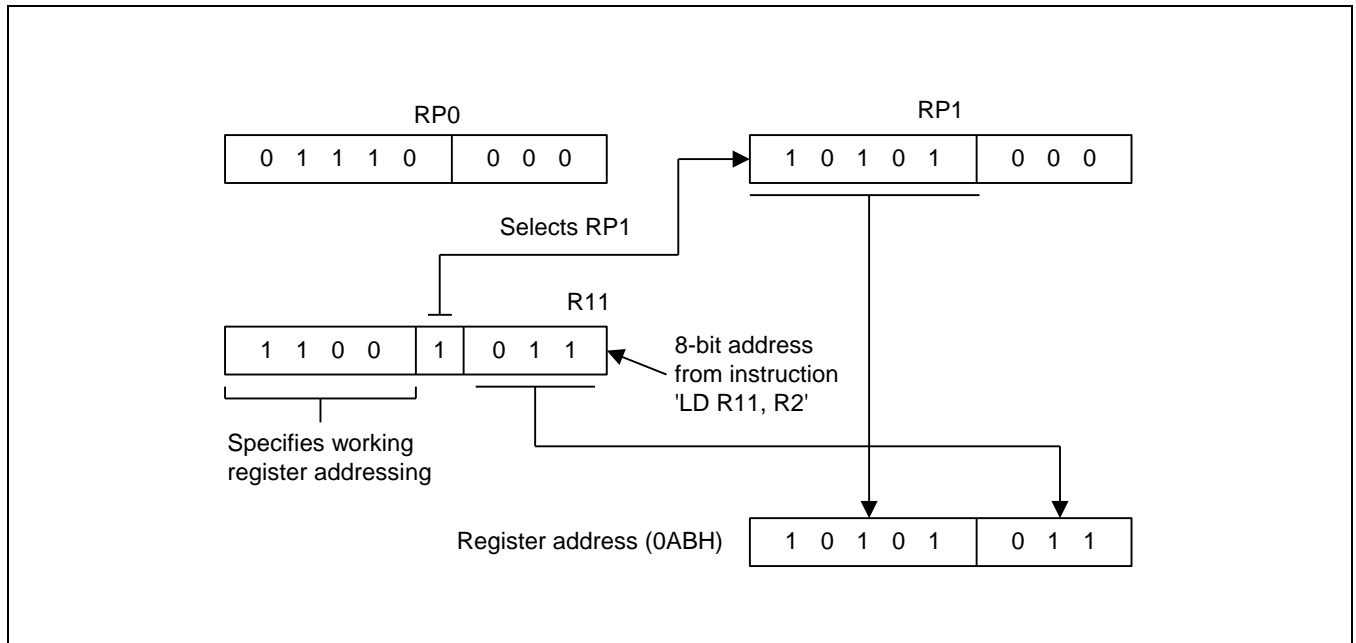 RP0
0 1 1 1 0 0 0 0
RP1
1 0 1 0 1 0 0 0
Selects RP1
R11
1 1 0 0 1 0 1 1
8-bit address
from instruction
'LD R11, R2'
Specifies working
register addressing
Register address (0ABH)
1 0 1 0 1 0 1 1